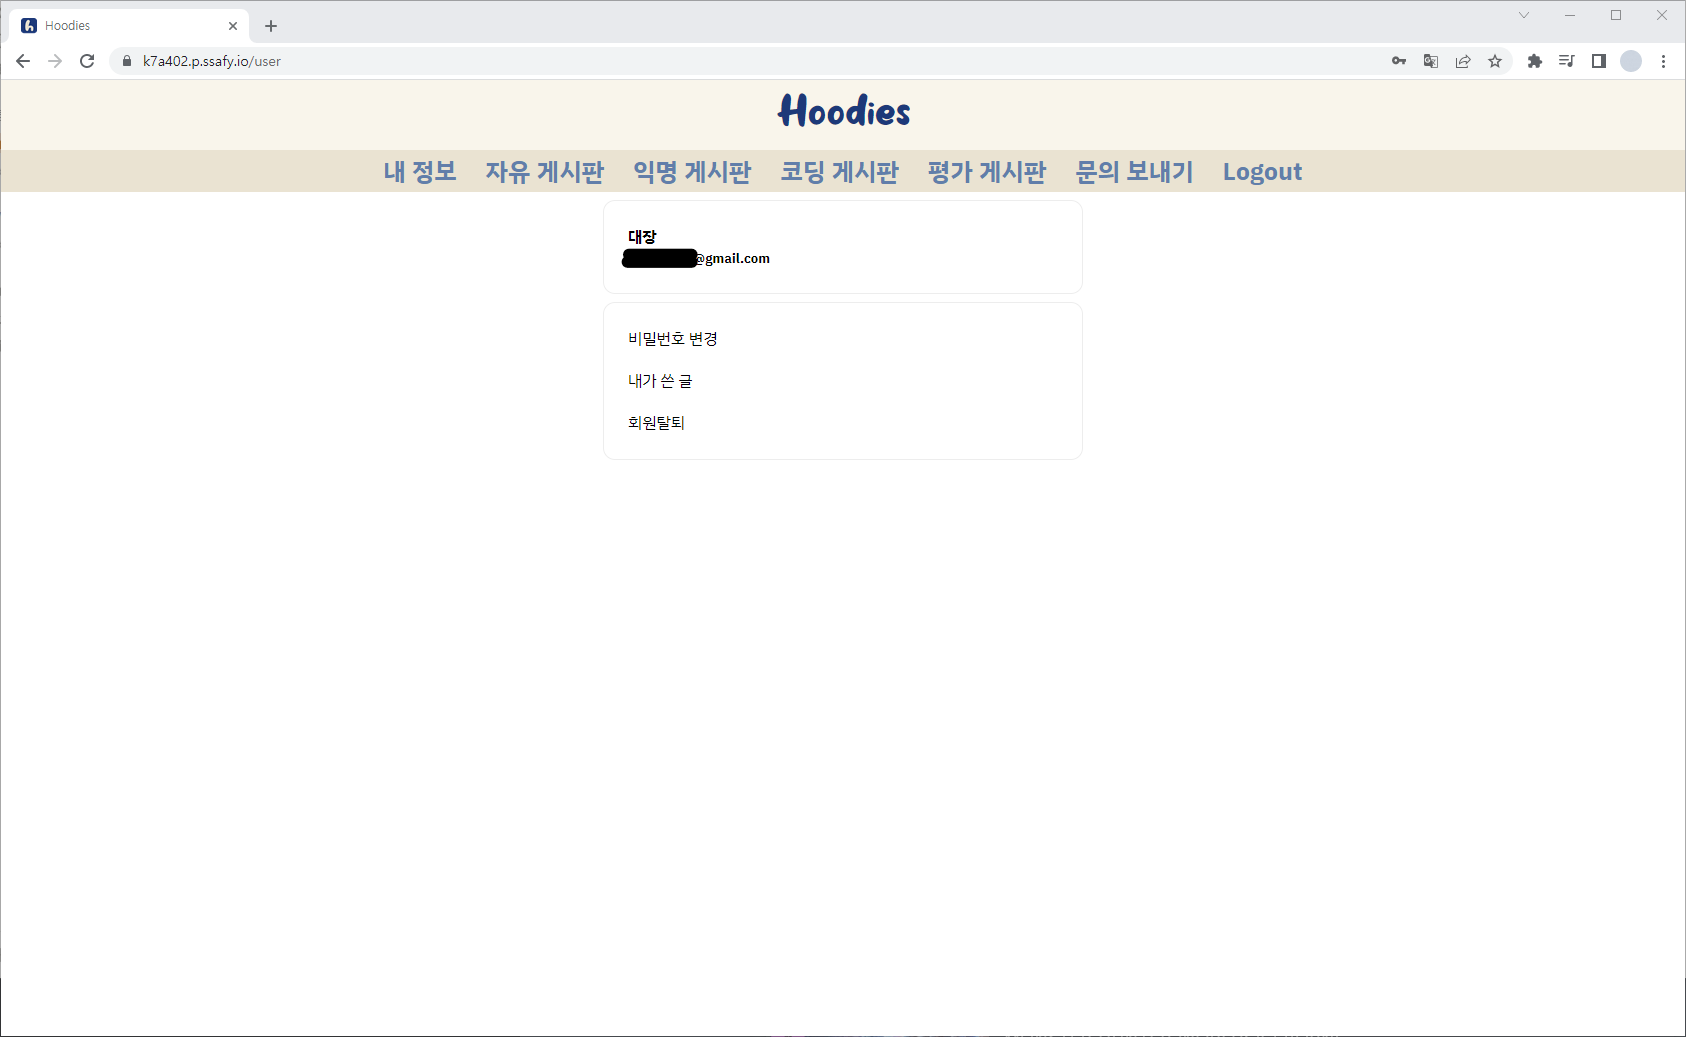 Hoodies
k7a402.p.ssafy.io/user
Hoodies
내 정보 자유 게시판 익명 게시판 코딩 게시판 평가 게시판 문의 보내기 Logout
대장
@gmail.com
비밀번호 변경
내가 쓴 글
회원탈퇴